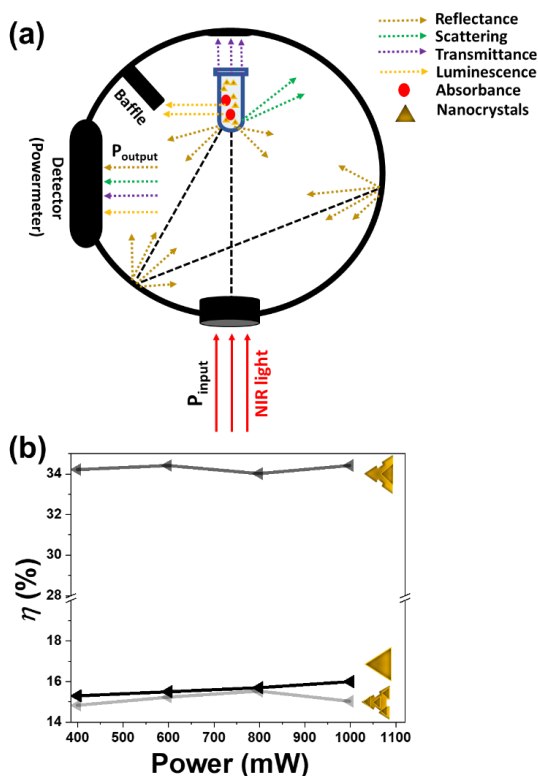 (a)
Reflectance
Scattering
Transmittance
Luminescence
Absorbance
Nanocrystals
Baffle
Detector
(Powermeter)
Poutput
Pinput
NIR light
(b)
η (%)
34
32
30
28
18
16
14
400 500 600 700 800 900 1000 1100
Power (mW)